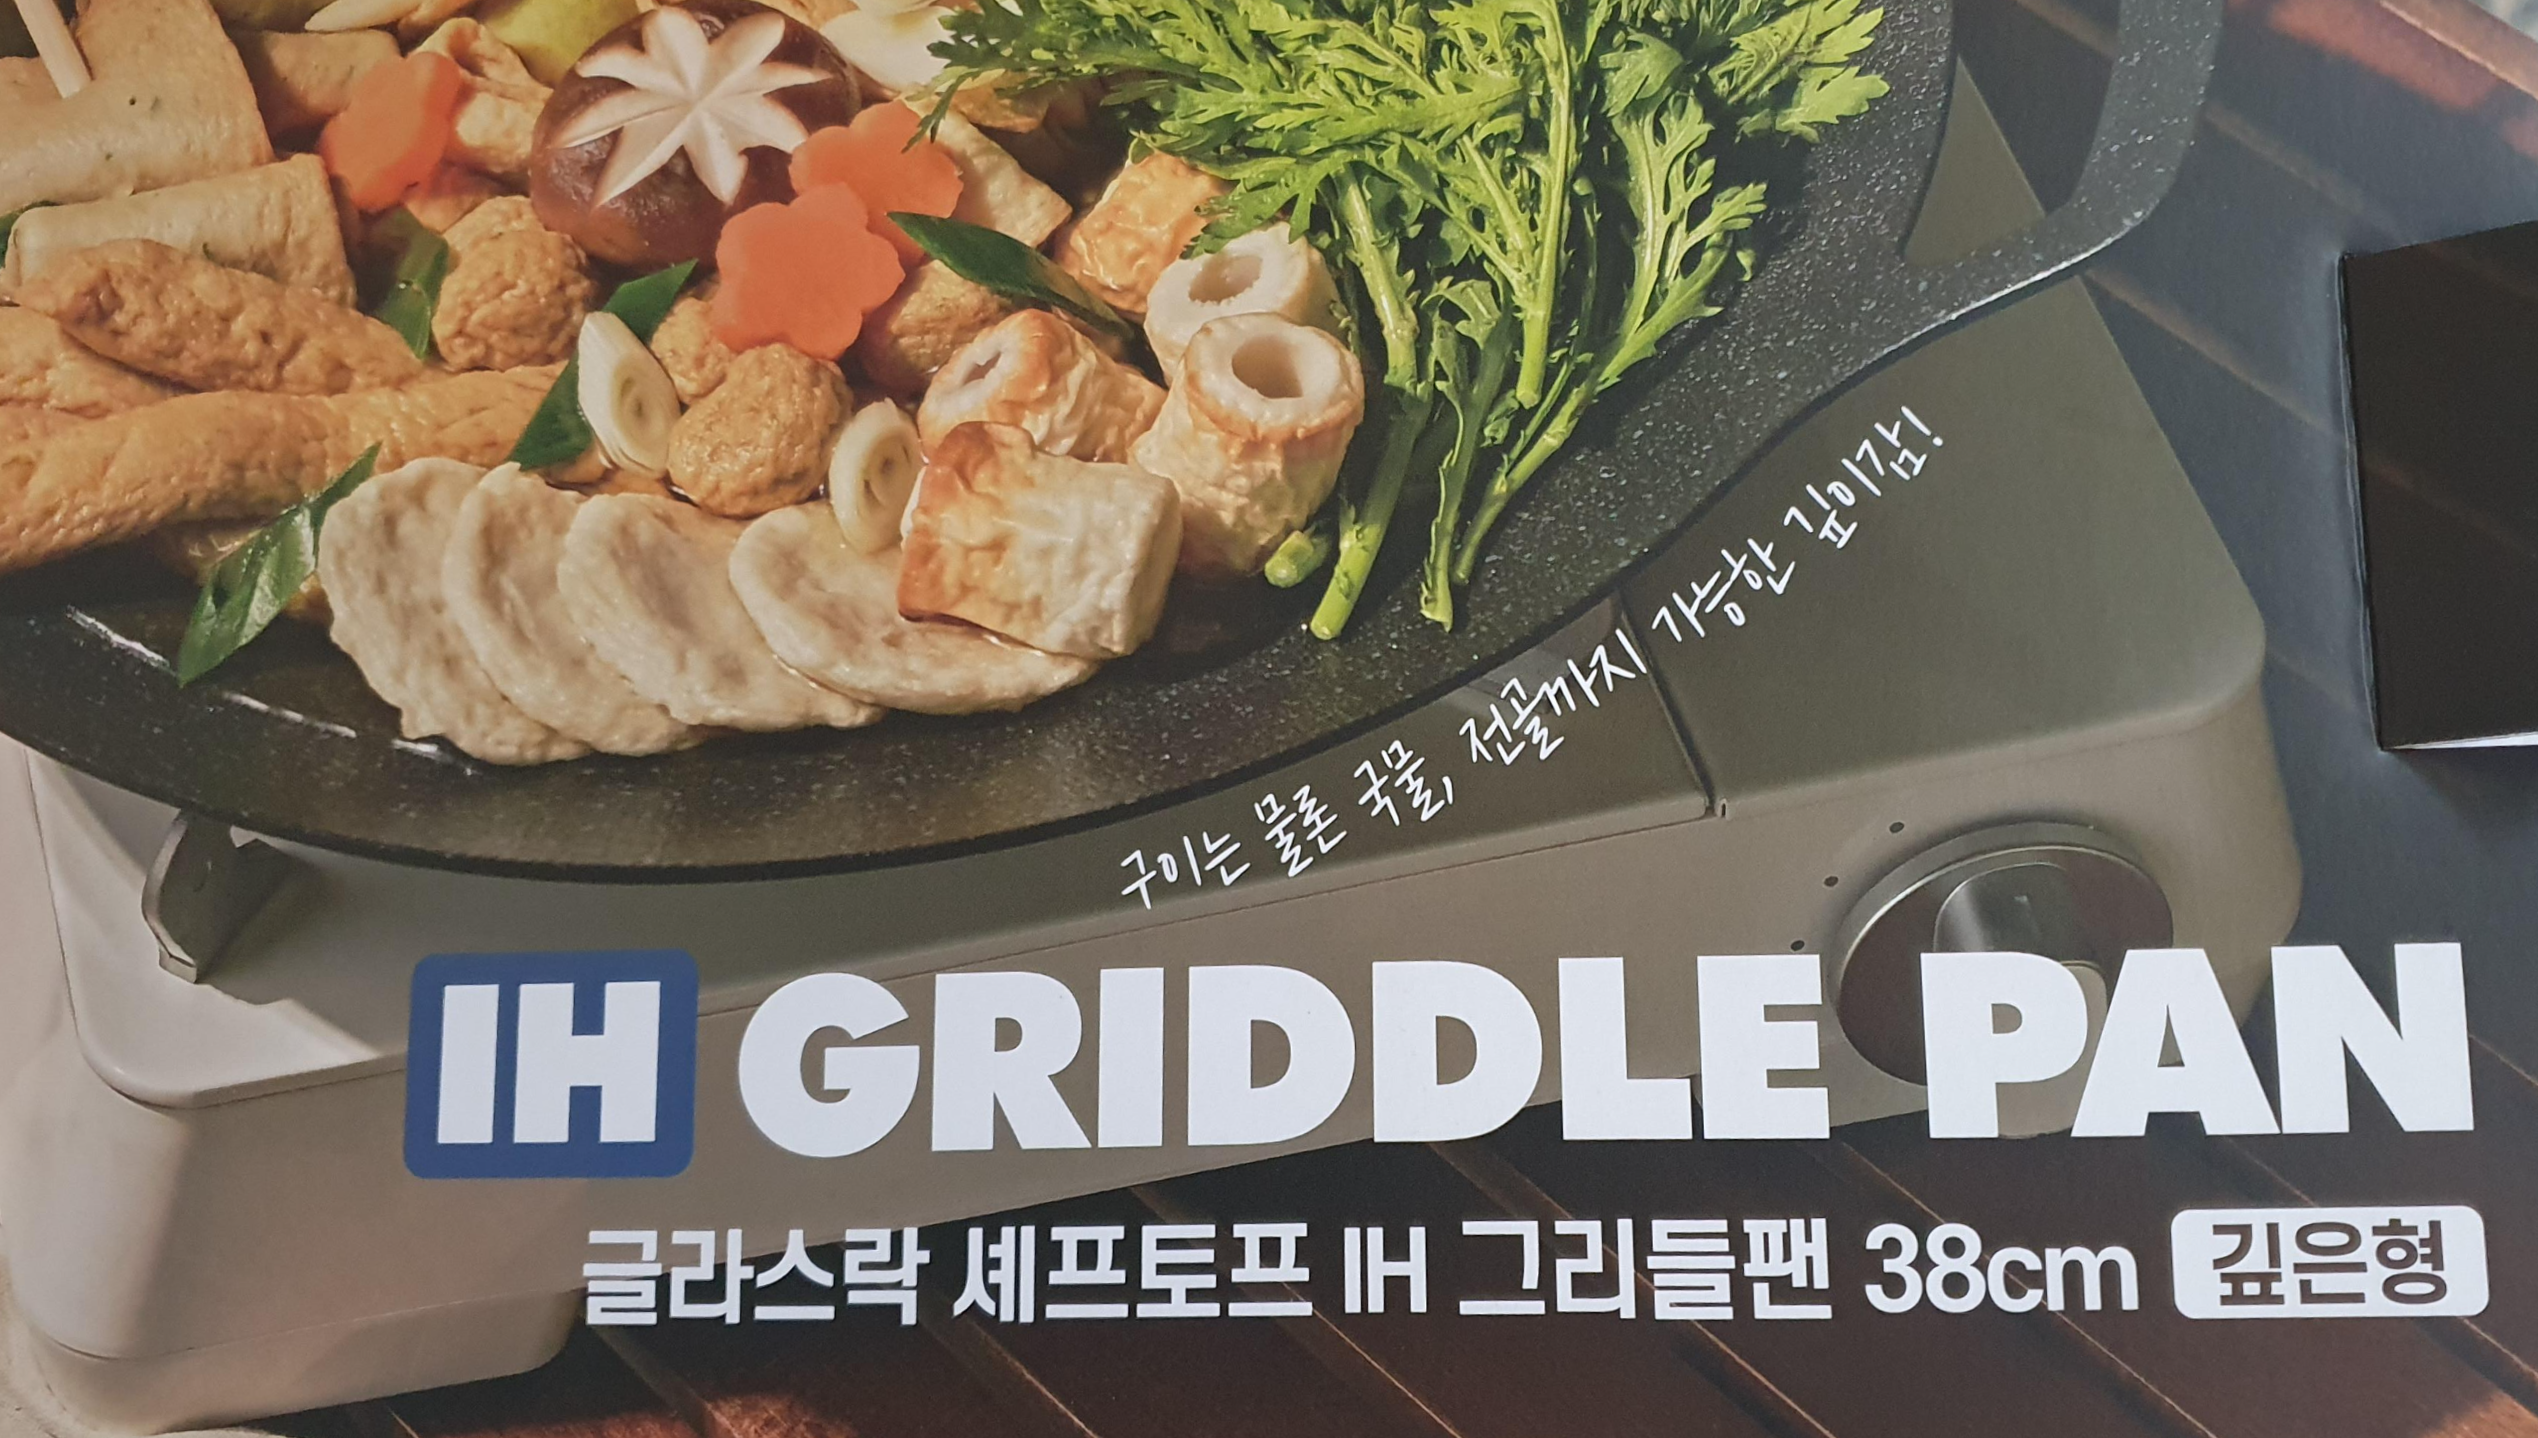 구이는 물론 국물, 전골까지 가능한 깊이감!
IH GRIDDLE PAN
글라스락 셰프토프 IH 그리들팬 38cm 깊은형